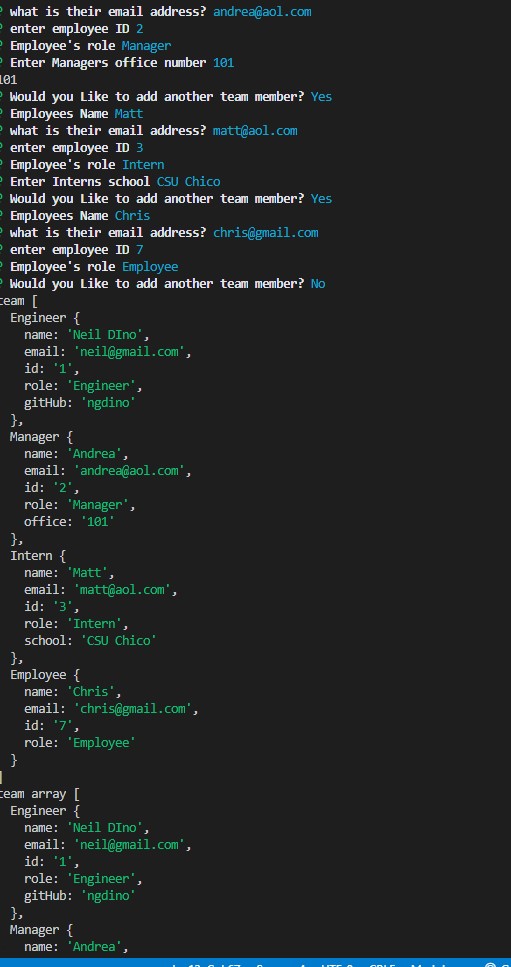 ? what is their email address? andrea@aol.com
? enter employee ID 2
? Employee's role Manager
? Enter Managers office number 101
101
? Would you Like to add another team member? Yes
? Employees Name Matt
? what is their email address? matt@aol.com
? enter employee ID 3
? Employee's role Intern
? Enter Interns school CSU Chico
? Would you Like to add another team member? Yes
? Employees Name Chris
? what is their email address? chris@gmail.com
? enter employee ID 7
? Employee's role Employee
? Would you Like to add another team member? No
team [
Engineer {
name: 'Neil DIno',
email: 'neil@gmail.com',
id: '1',
role: 'Engineer',
gitHub: 'ngdino'
},
Manager {
name: 'Andrea',
email: 'andrea@aol.com',
id: '2',
role: 'Manager',
office: '101'
},
Intern {
name: 'Matt',
email: 'matt@aol.com',
id: '3',
role: 'Intern',
school: 'CSU Chico'
},
Employee {
name: 'Chris',
email: 'chris@gmail.com',
id: '7',
role: 'Employee'
}
]
team array [
Engineer {
name: 'Neil DIno',
email: 'neil@gmail.com',
id: '1',
role: 'Engineer',
gitHub: 'ngdino'
},
Manager {
name: 'Andrea',